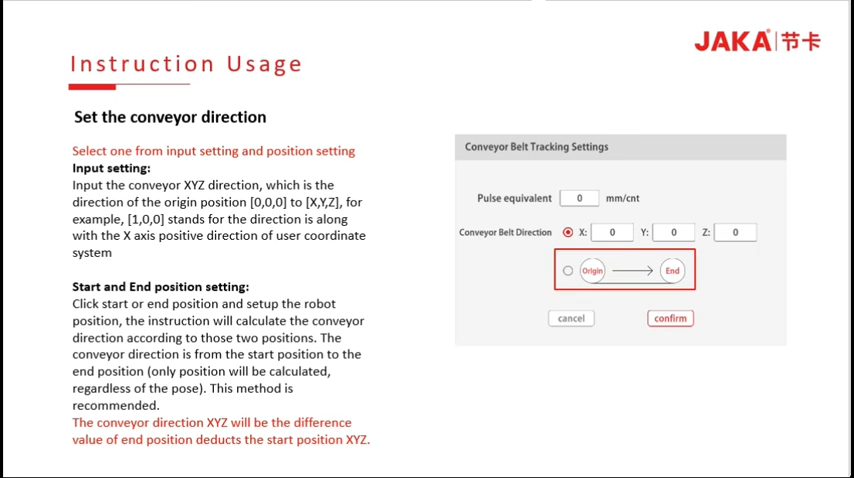 JAKA 节卡
Instruction Usage
Set the conveyor direction
Select one from input setting and position setting
Input setting:
Input the conveyor XYZ direction, which is the
direction of the origin position [0,0,0] to [X,Y,Z], for
example, [1,0,0] stands for the direction is along
with the X axis positive direction of user coordinate
system
Start and End position setting:
Click start or end position and setup the robot
position, the instruction will calculate the conveyor
direction according to those two positions. The
conveyor direction is from the start position to the
end position (only position will be calculated,
regardless of the pose). This method is
recommended.
The conveyor direction XYZ will be the difference
value of end position deducts the start position XYZ.
Conveyor Belt Tracking Settings
Pulse equivalent 0 mm/cnt
Conveyor Belt Direction X: 0 Y: 0 Z: 0
Origin End
cancel confirm